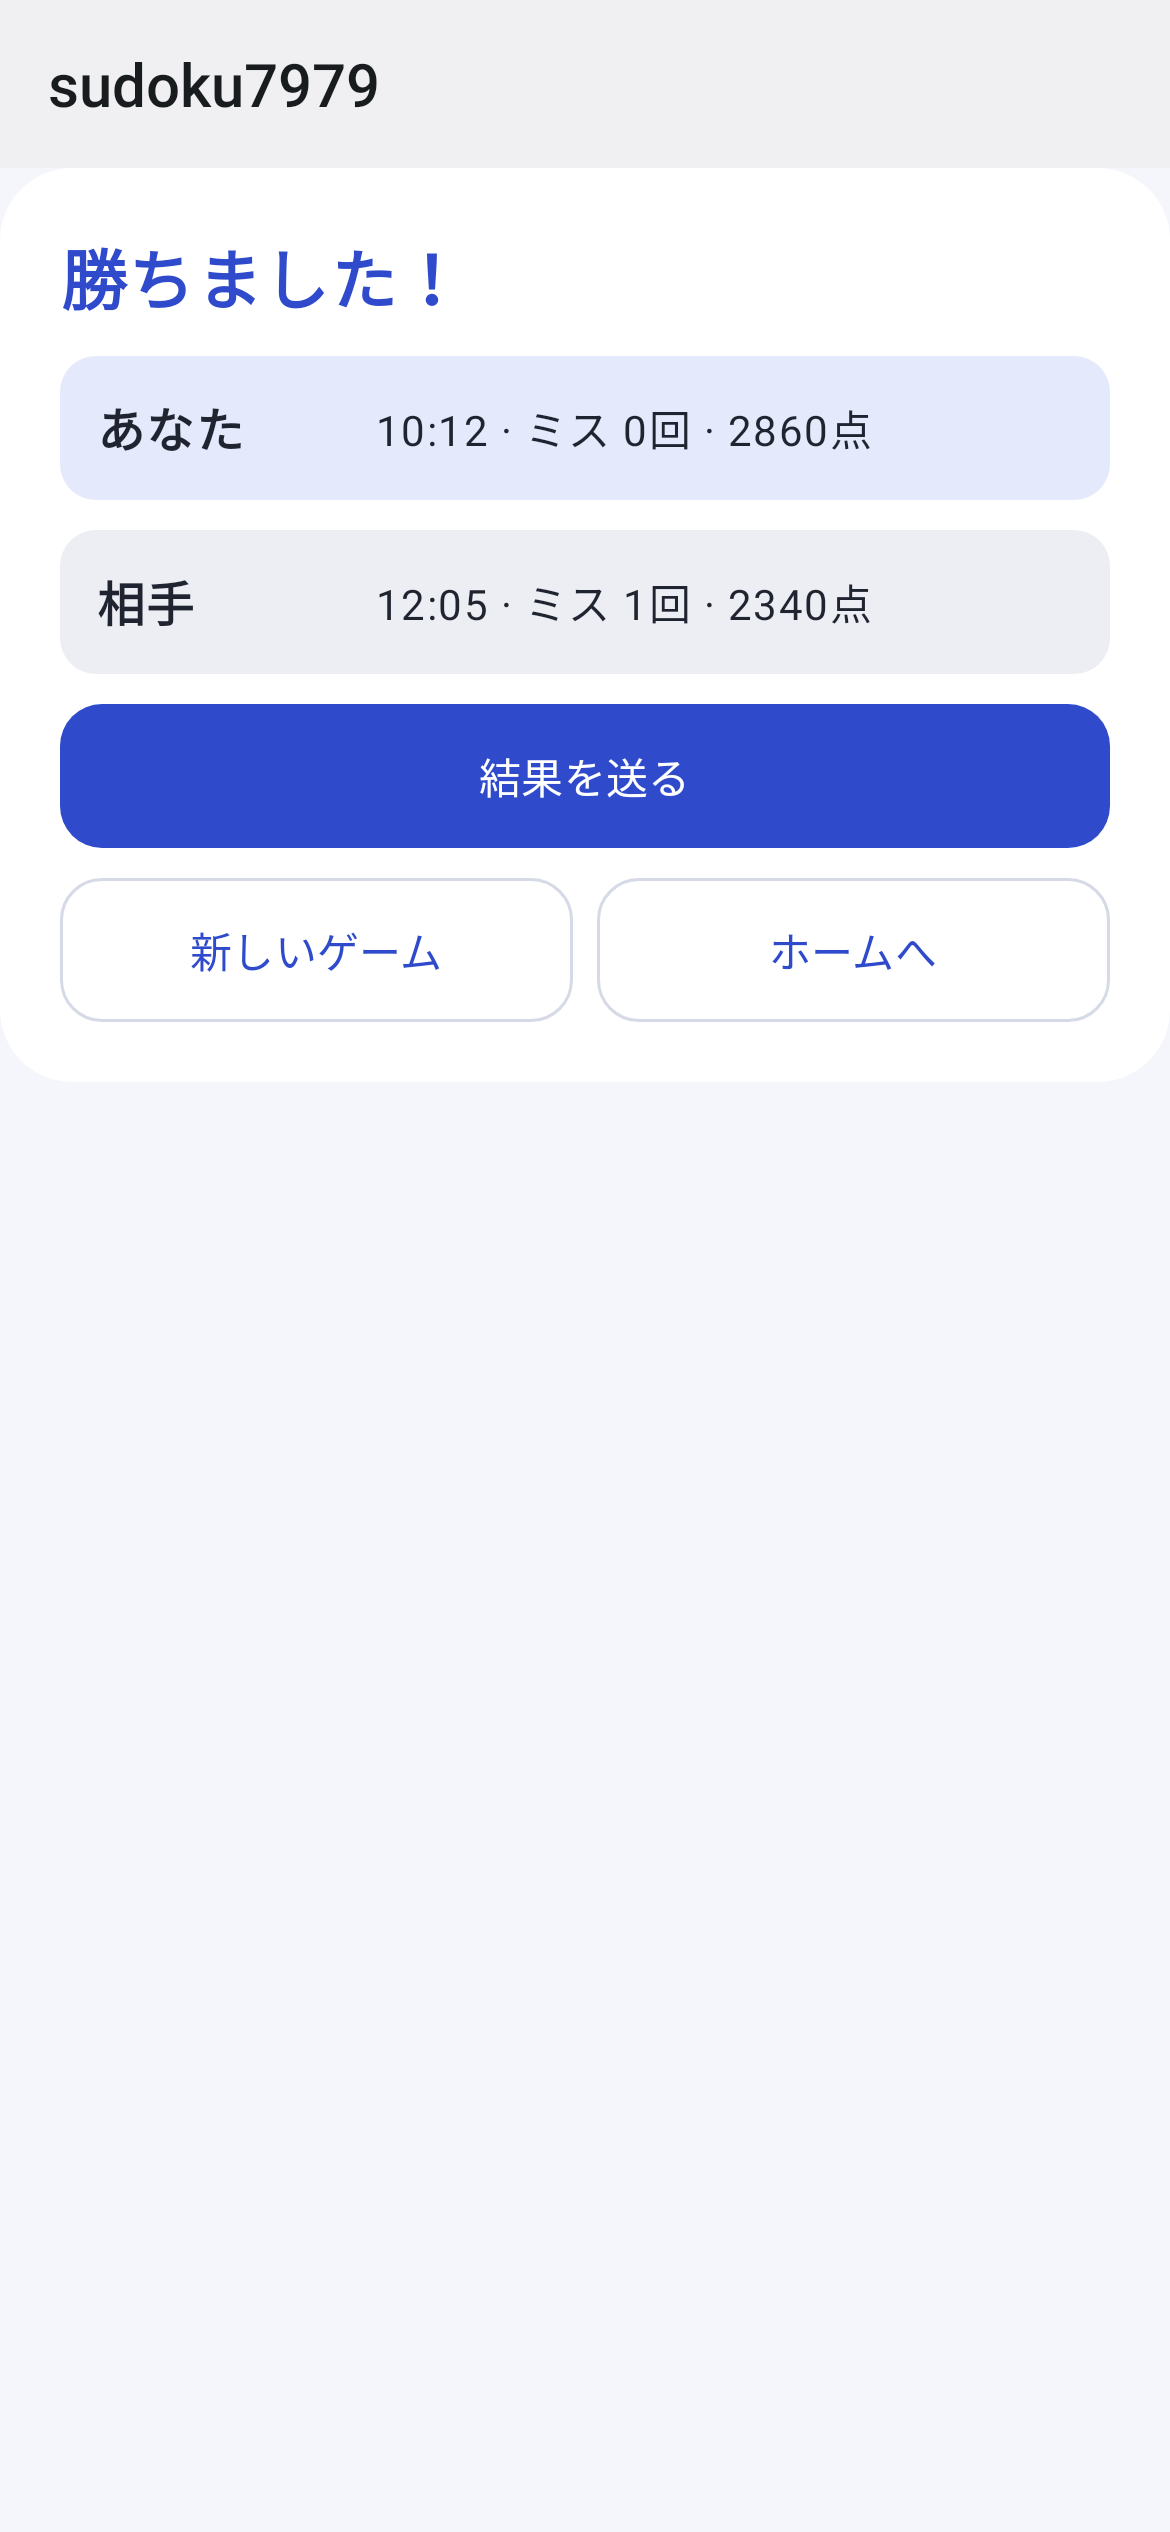 sudoku7979
勝ちました！
あなた 10:12 · ミス 0回 · 2860点
相手 12:05 · ミス 1回 · 2340点
結果を送る
新しいゲーム ホームへ